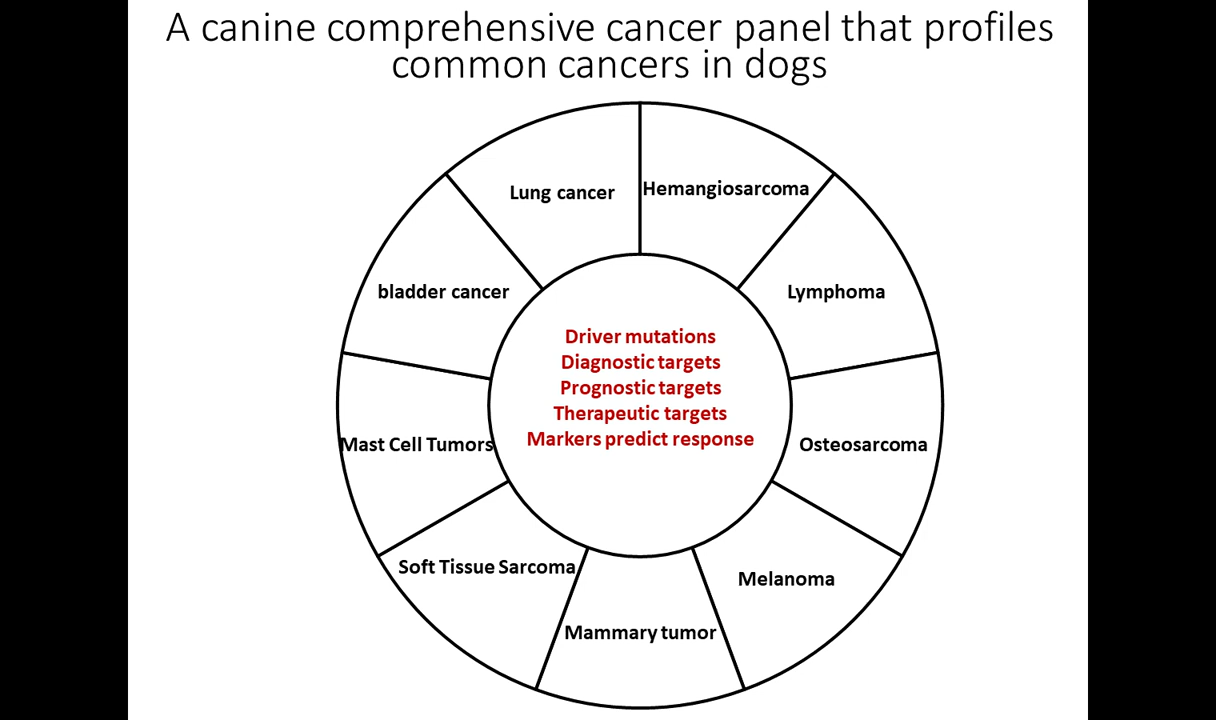 A canine comprehensive cancer panel that profiles
common cancers in dogs
Lung cancer
Hemangiosarcoma
bladder cancer
Lymphoma
Driver mutations
Diagnostic targets
Prognostic targets
Therapeutic targets
Markers predict response
Mast Cell Tumors
Osteosarcoma
Soft Tissue Sarcoma
Melanoma
Mammary tumor